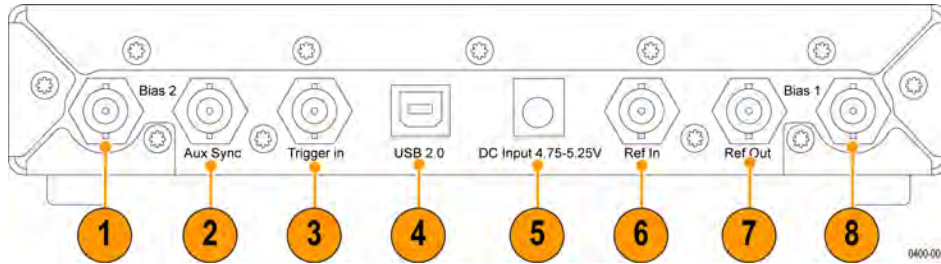 Bias 2
Bias 1
Aux Sync
Trigger in
USB 2.0
DC Input 4.75-5.25V
Ref In
Ref Out
1
2
3
4
5
6
7
8
0400-00